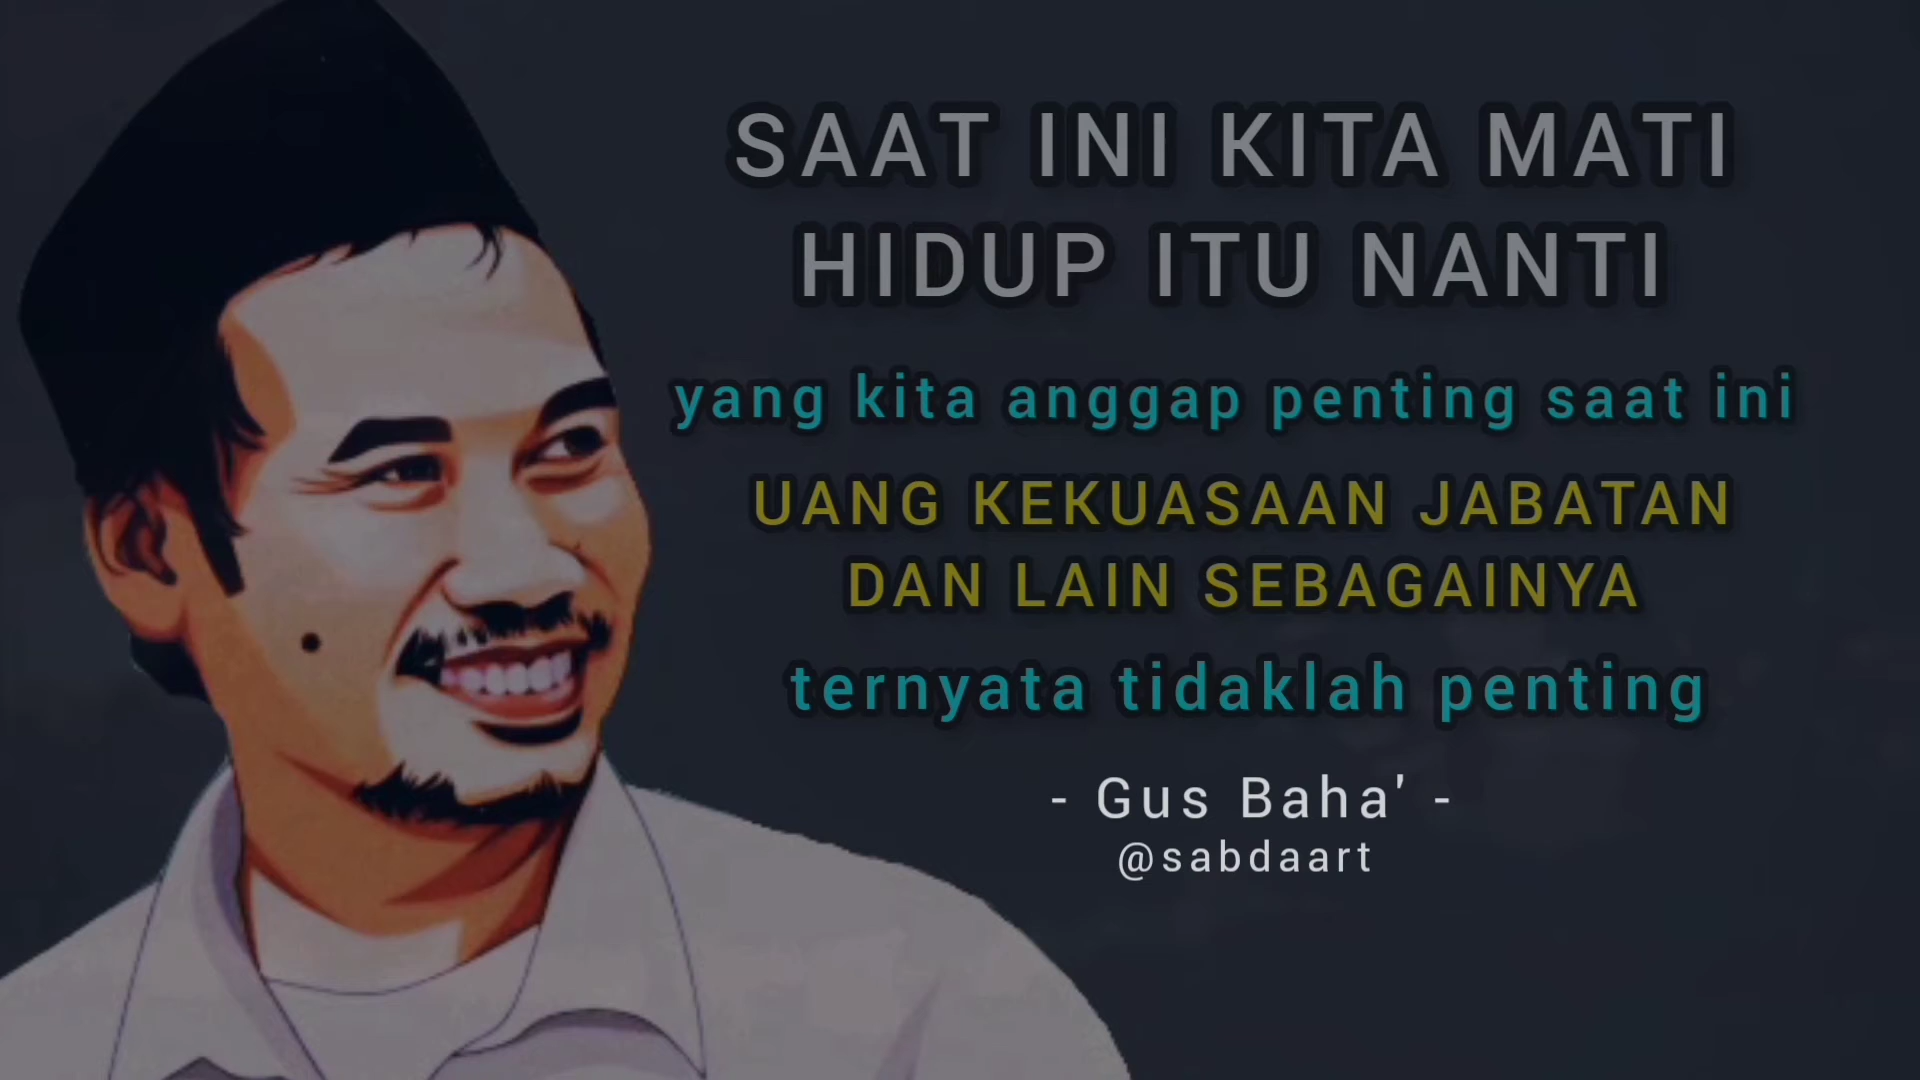 SAAT INI KITA MATI
HIDUP ITU NANTI
yang kita anggap penting saat ini
UANG KEKUASAAN JABATAN
DAN LAIN SEBAGAINYA
ternyata tidaklah penting
- Gus Baha' -
@sabdaart